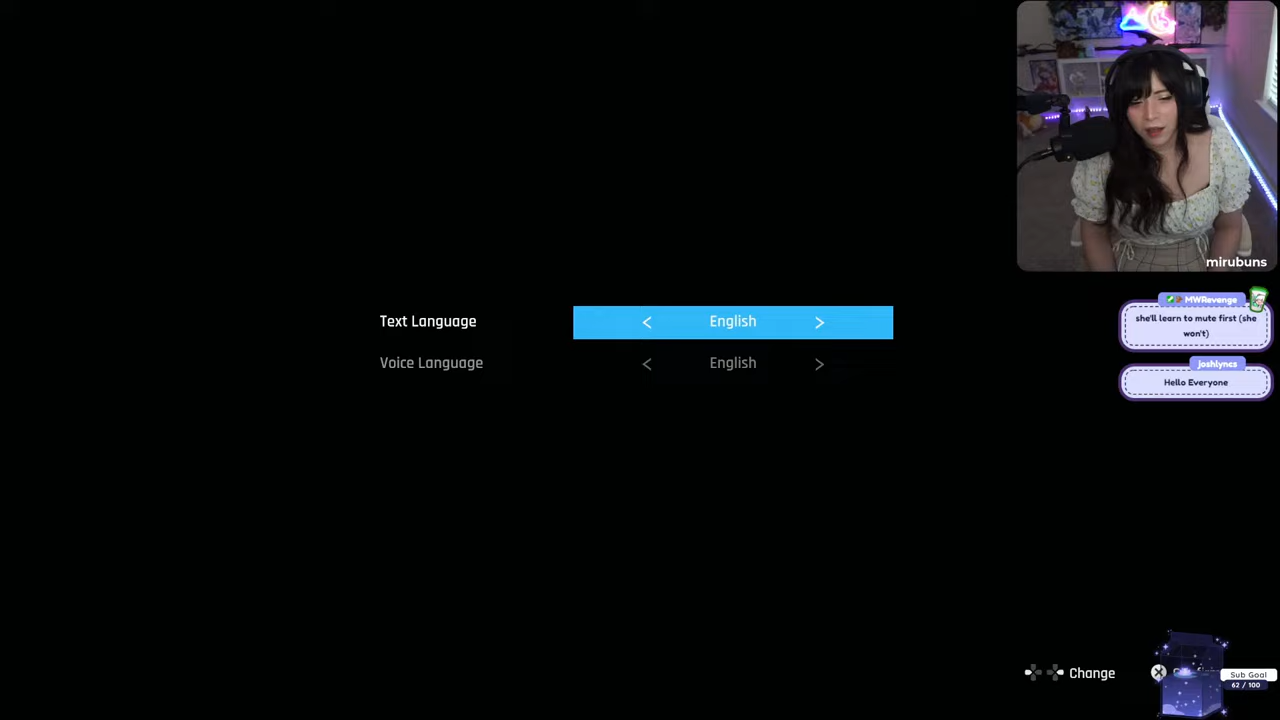 mirubuns
MWRevenge
she'll learn to mute first (she
won't)
joshlyncs
Hello Everyone
Text Language < English >
Voice Language < English >
Change
Sub Goal
62 / 100